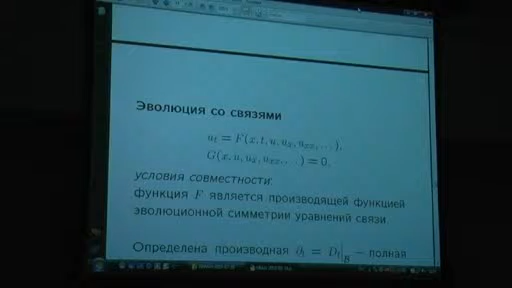 Эволюция со связями
u_t = F(x, t, u, u_x, u_xx, . . .),
G(x, u, u_x, u_xx, . . .) = 0.
условия совместности:
функция F является производящей функцией
эволюционной симметрии уравнений связи.
Определена производная ∂_t = D_t|_S – полная